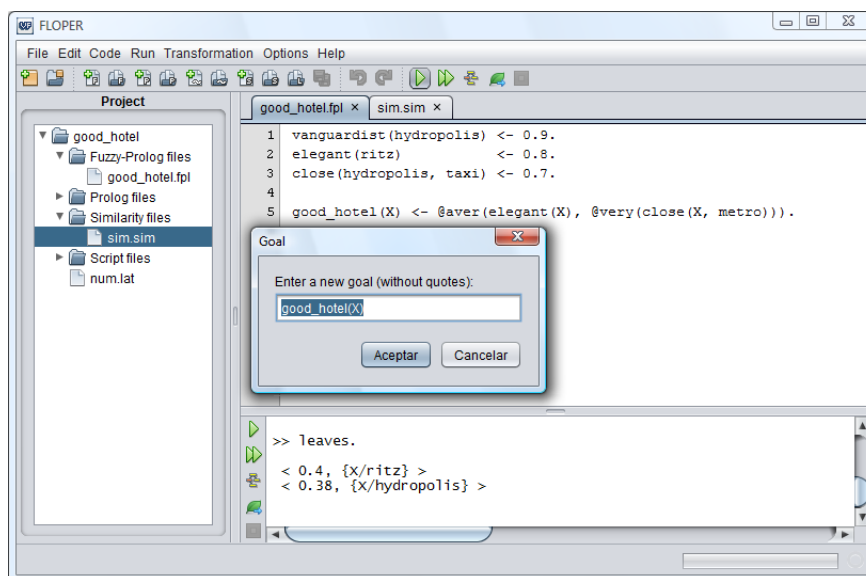 FLOPER
File Edit Code Run Transformation Options Help
Project
good_hotel
Fuzzy-Prolog files
good_hotel.fpl
Prolog files
Similarity files
sim.sim
Script files
num.lat
good_hotel.fpl × sim.sim ×
1 vanguardist(hydropolis) <- 0.9.
2 elegant(ritz) <- 0.8.
3 close(hydropolis, taxi) <- 0.7.
4
5 good_hotel(X) <- @aver(elegant(X), @very(close(X, metro))).
Goal
Enter a new goal (without quotes):
good_hotel(X)
Aceptar Cancelar
>> leaves.
< 0.4, {X/ritz} >
< 0.38, {X/hydropolis} >